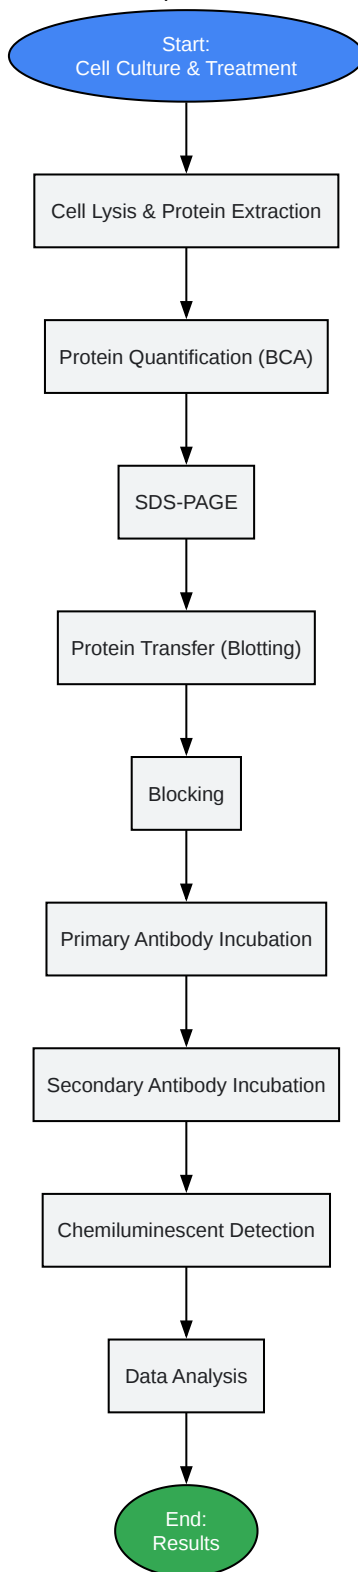 Start:
Cell Culture & Treatment
Cell Lysis & Protein Extraction
Protein Quantification (BCA)
SDS-PAGE
Protein Transfer (Blotting)
Blocking
Primary Antibody Incubation
Secondary Antibody Incubation
Chemiluminescent Detection
Data Analysis
End:
Results